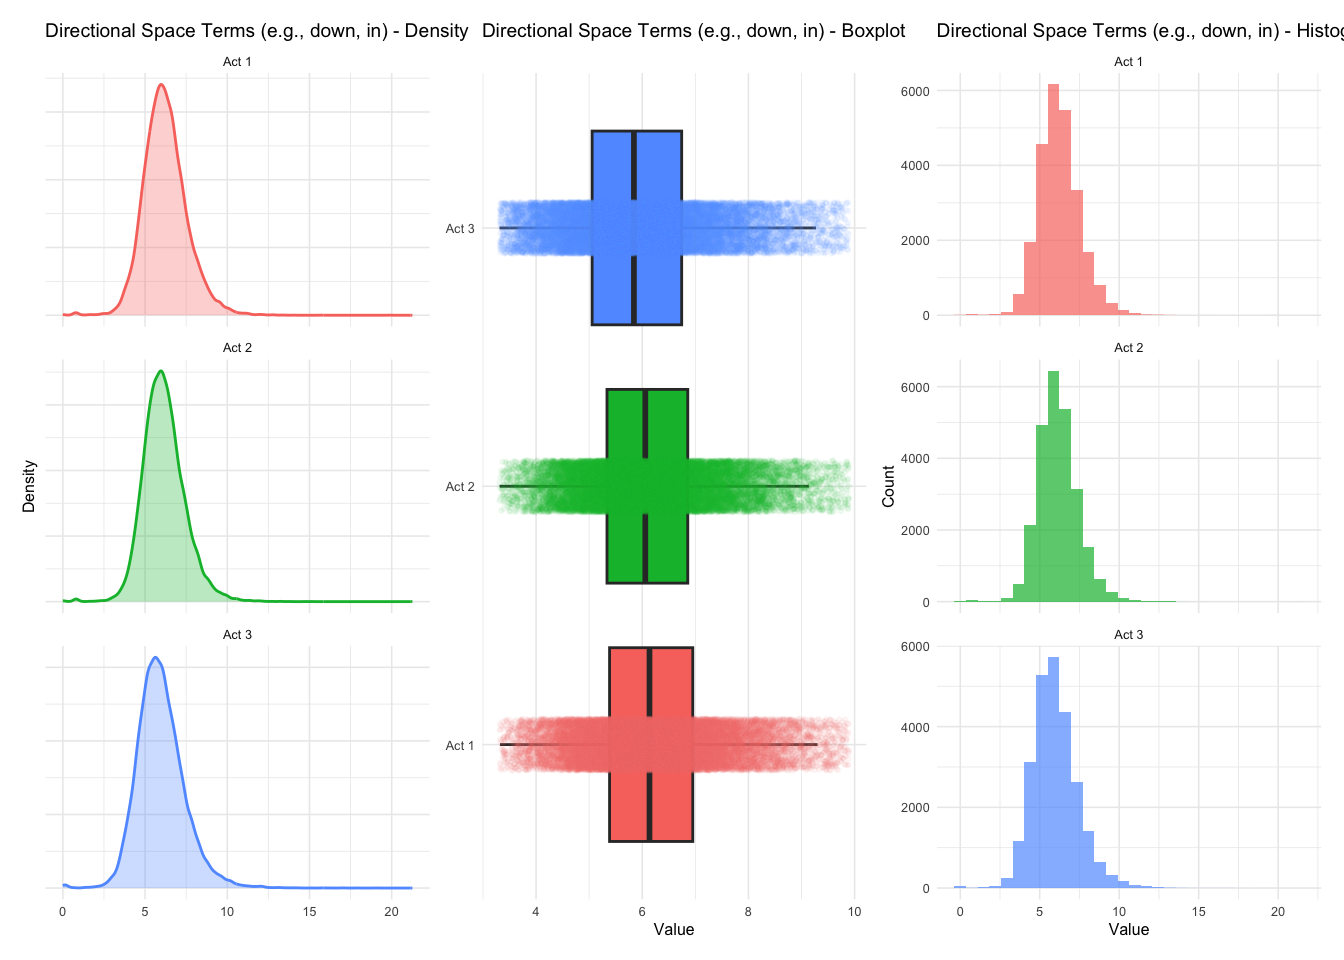 Directional Space Terms (e.g., down, in) - Density
Act 1
Act 2
Act 3
Density
0 5 10 15 20
Directional Space Terms (e.g., down, in) - Boxplot
Act 3
Act 2
Act 1
4 6 8 10
Value
Directional Space Terms (e.g., down, in) - Histog
Act 1
6000
4000
2000
0
Act 2
6000
4000
2000
0
Act 3
6000
4000
2000
0
Count
0 5 10 15 20
Value